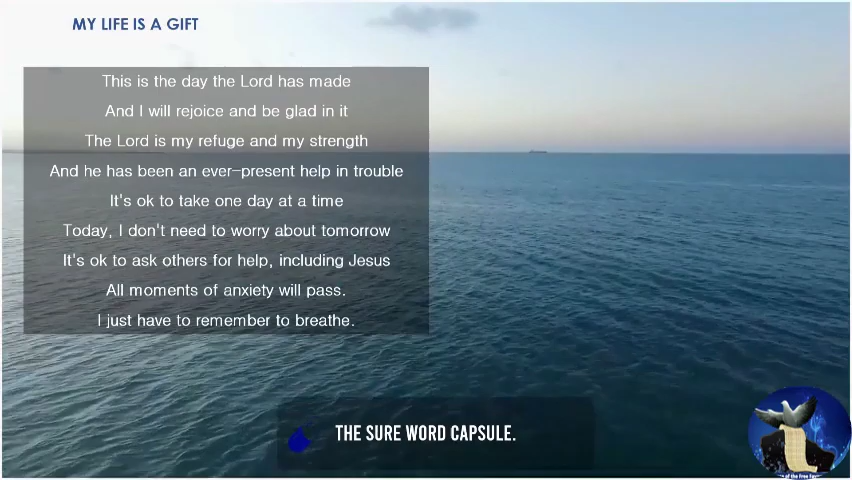 MY LIFE IS A GIFT
This is the day the Lord has made
And I will rejoice and be glad in it
The Lord is my refuge and my strength
And he has been an ever-present help in trouble
It's ok to take one day at a time
Today, I don't need to worry about tomorrow
It's ok to ask others for help, including Jesus
All moments of anxiety will pass.
I just have to remember to breathe.
THE SURE WORD CAPSULE.
of the Free